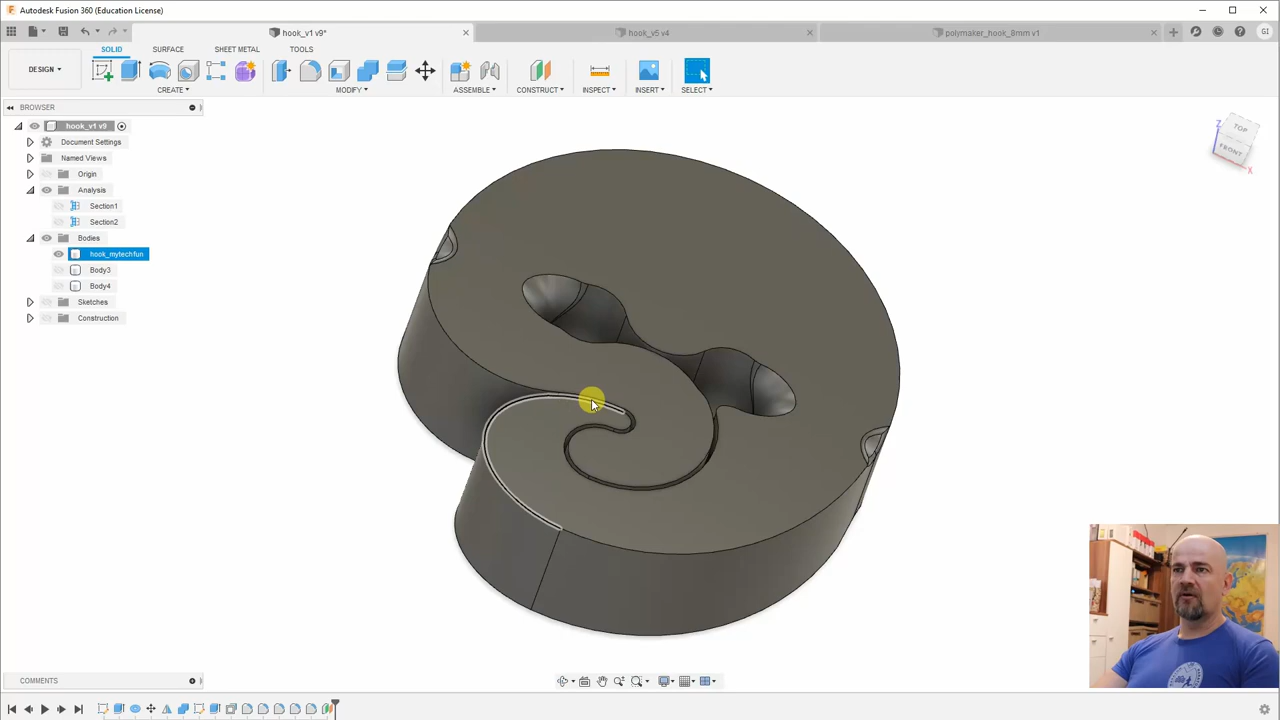 Autodesk Fusion 360 (Education License)
hook_v1 v9*
hook_v5 v4
polymaker_hook_8mm v1
GI
SOLID
SURFACE
SHEET METAL
TOOLS
DESIGN
CREATE
MODIFY
ASSEMBLE
CONSTRUCT
INSPECT
INSERT
SELECT
BROWSER
hook_v1 v9
Document Settings
Named Views
Origin
Analysis
Section1
Section2
Bodies
hook_mytechfun
Body3
Body4
Sketches
Construction
TOP
FRONT
Z
X
COMMENTS